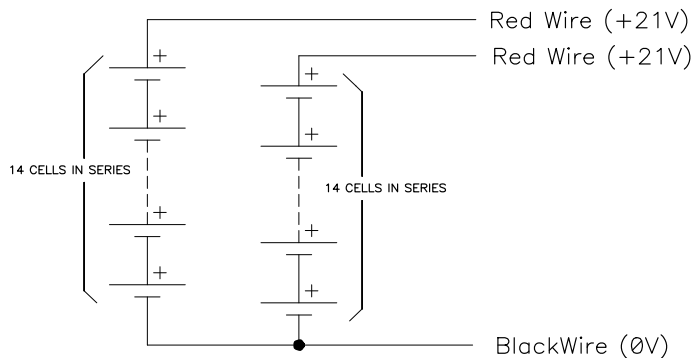 Red Wire (+21V)
Red Wire (+21V)
+
+
+
+
14 CELLS IN SERIES
14 CELLS IN SERIES
+
+
+
+
BlackWire (0V)